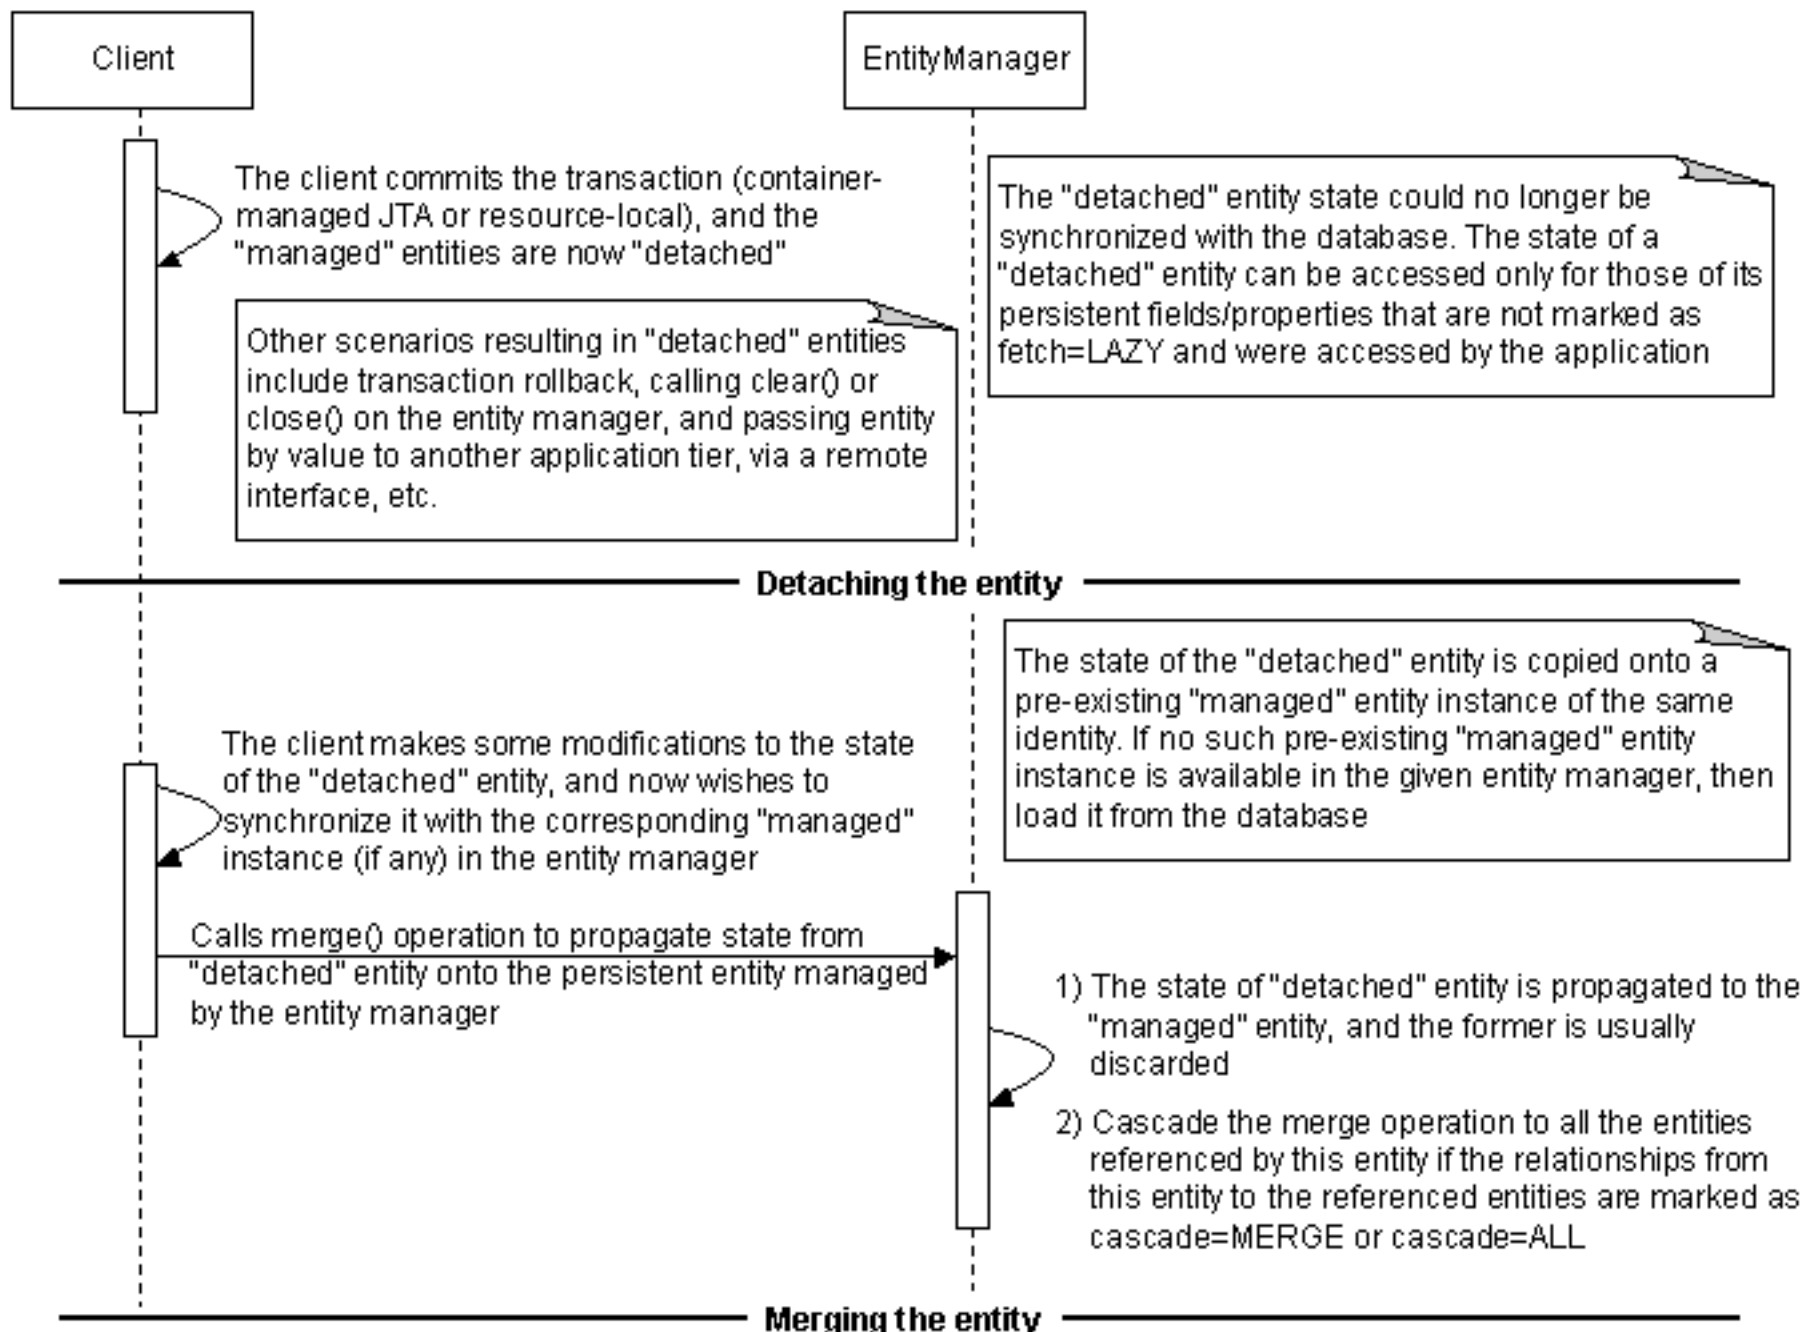 Client
EntityManager
The client commits the transaction (container-
managed JTA or resource-local), and the
"managed" entities are now "detached"
The "detached" entity state could no longer be
synchronized with the database. The state of a
"detached" entity can be accessed only for those of its
persistent fields/properties that are not marked as
fetch=LAZY and were accessed by the application
Other scenarios resulting in "detached" entities
include transaction rollback, calling clear() or
close() on the entity manager, and passing entity
by value to another application tier, via a remote
interface, etc.
Detaching the entity
The state of the "detached" entity is copied onto a
pre-existing "managed" entity instance of the same
identity. If no such pre-existing "managed" entity
instance is available in the given entity manager, then
load it from the database
The client makes some modifications to the state
of the "detached" entity, and now wishes to
synchronize it with the corresponding "managed"
instance (if any) in the entity manager
Calls merge() operation to propagate state from
"detached" entity onto the persistent entity managed
by the entity manager
1) The state of "detached" entity is propagated to the
"managed" entity, and the former is usually
discarded
2) Cascade the merge operation to all the entities
referenced by this entity if the relationships from
this entity to the referenced entities are marked as
cascade=MERGE or cascade=ALL
Merging the entity